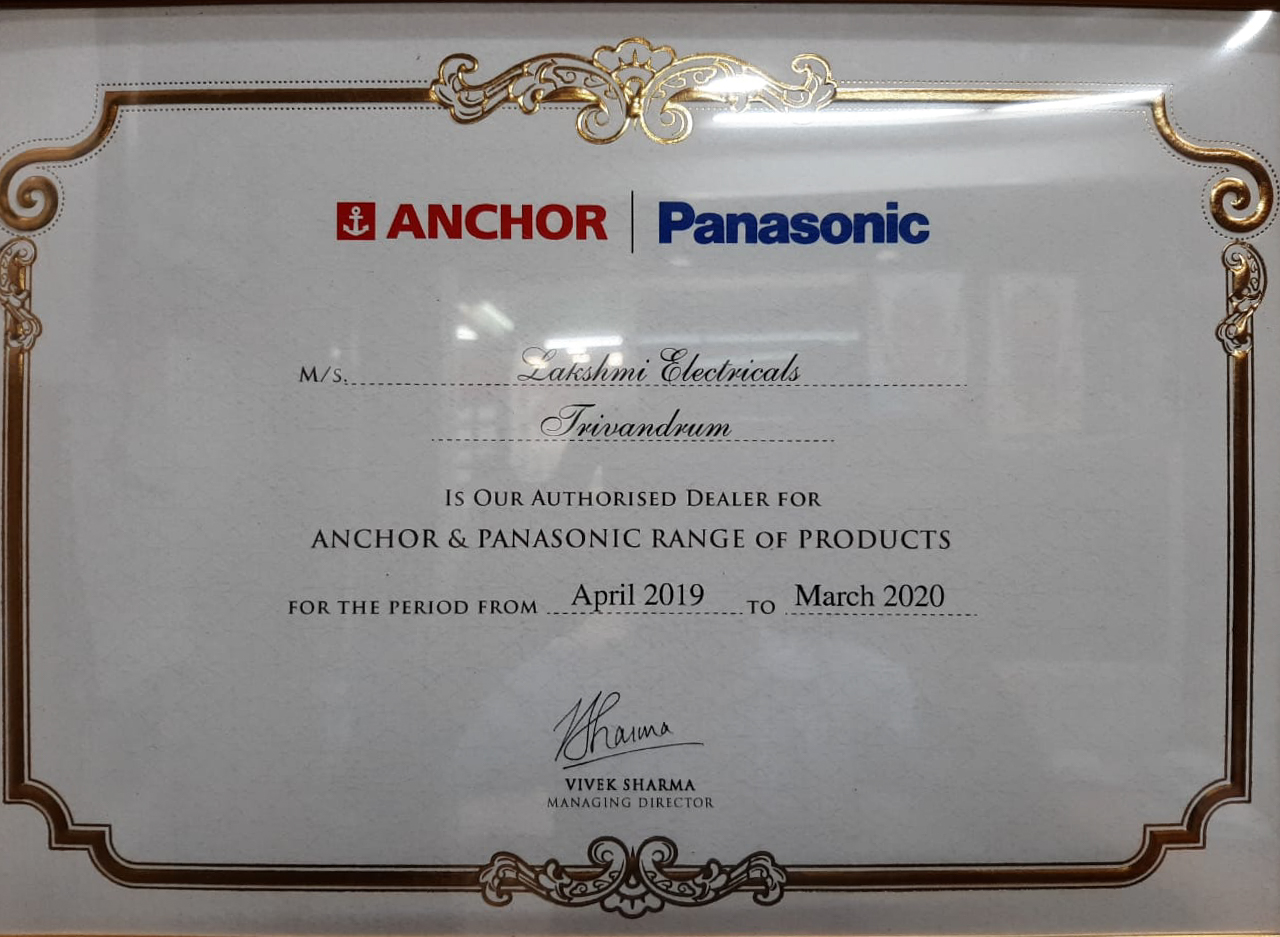 ANCHOR | Panasonic
M/s. Lakshmi Electricals
Trivandrum
Is Our Authorised Dealer for
ANCHOR & PANASONIC RANGE OF PRODUCTS
FOR THE PERIOD FROM April 2019 TO March 2020
VSharma
VIVEK SHARMA
MANAGING DIRECTOR